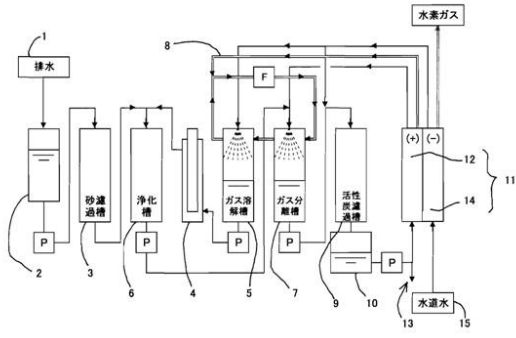 水素ガス
1
8
排水
F
(+)
(−)
12
11
砂濾
過槽
浄化
槽
ガス溶
解槽
ガス分
離槽
活性
炭濾
過槽
14
P
P
P
P
P
2
3
6
4
5
7
9
10
13
水道水
15